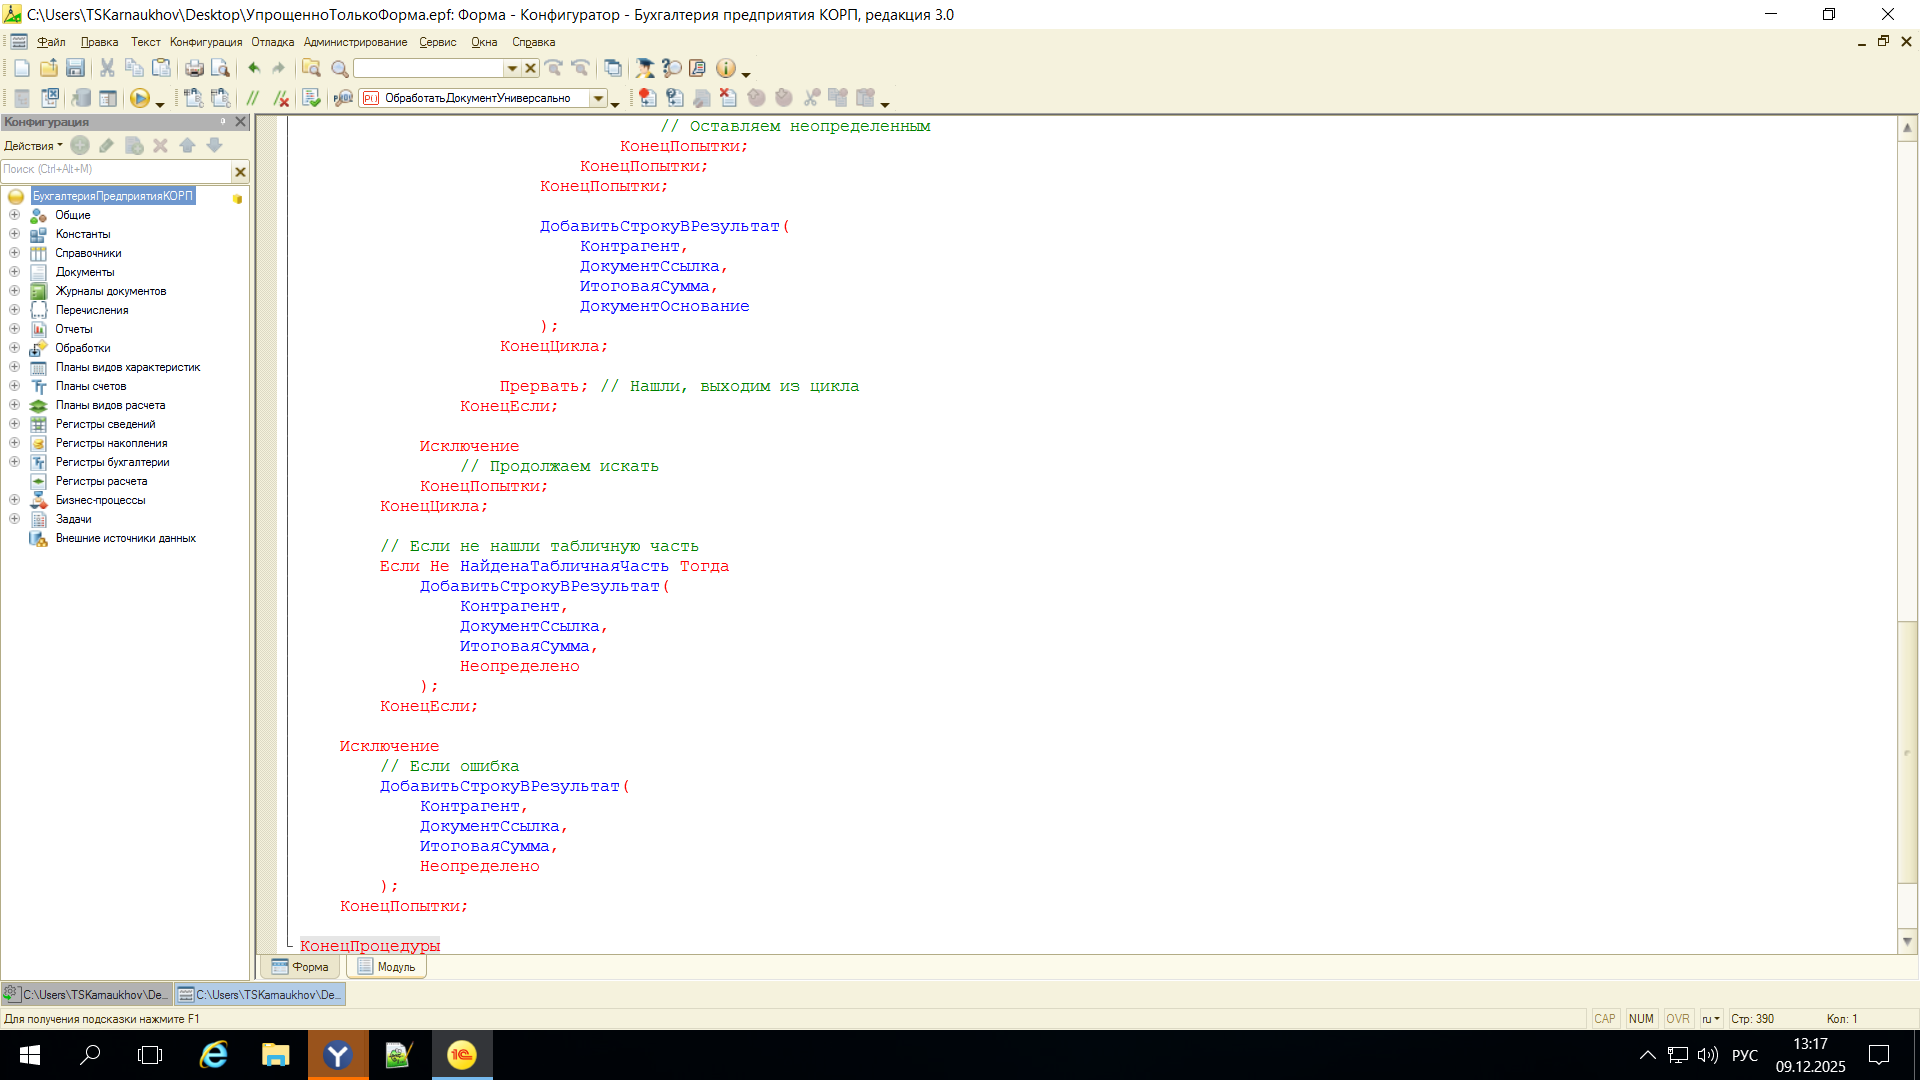 C:\Users\TSKarnaukhov\Desktop\УпрощенноТолькоФорма.epf: Форма - Конфигуратор - Бухгалтерия предприятия КОРП, редакция 3.0
Файл Правка Текст Конфигурация Отладка Администрирование Сервис Окна Справка
ОбработатьДокументУниверсально
Конфигурация
Действия
Поиск (Ctrl+Alt+M)
БухгалтерияПредприятияКОРП
Общие
Константы
Справочники
Документы
Журналы документов
Перечисления
Отчеты
Обработки
Планы видов характеристик
Планы счетов
Планы видов расчета
Регистры сведений
Регистры накопления
Регистры бухгалтерии
Регистры расчета
Бизнес-процессы
Задачи
Внешние источники данных
// Оставляем неопределенным
КонецПопытки;
КонецПопытки;
КонецПопытки;
ДобавитьСтрокуВРезультат(
Контрагент,
ДокументСсылка,
ИтоговаяСумма,
ДокументОснование
);
КонецЦикла;
Прервать; // Нашли, выходим из цикла
КонецЕсли;
Исключение
// Продолжаем искать
КонецПопытки;
КонецЦикла;
// Если не нашли табличную часть
Если Не НайденаТабличнаяЧасть Тогда
ДобавитьСтрокуВРезультат(
Контрагент,
ДокументСсылка,
ИтоговаяСумма,
Неопределено
);
КонецЕсли;
Исключение
// Если ошибка
ДобавитьСтрокуВРезультат(
Контрагент,
ДокументСсылка,
ИтоговаяСумма,
Неопределено
);
КонецПопытки;
КонецПроцедуры
Форма Модуль
C:\Users\TSKarnaukhov\De... C:\Users\TSKarnaukhov\De...
Для получения подсказки нажмите F1
CAP NUM OVR ru Стр: 390 Кол: 1
РУС
13:17
09.12.2025